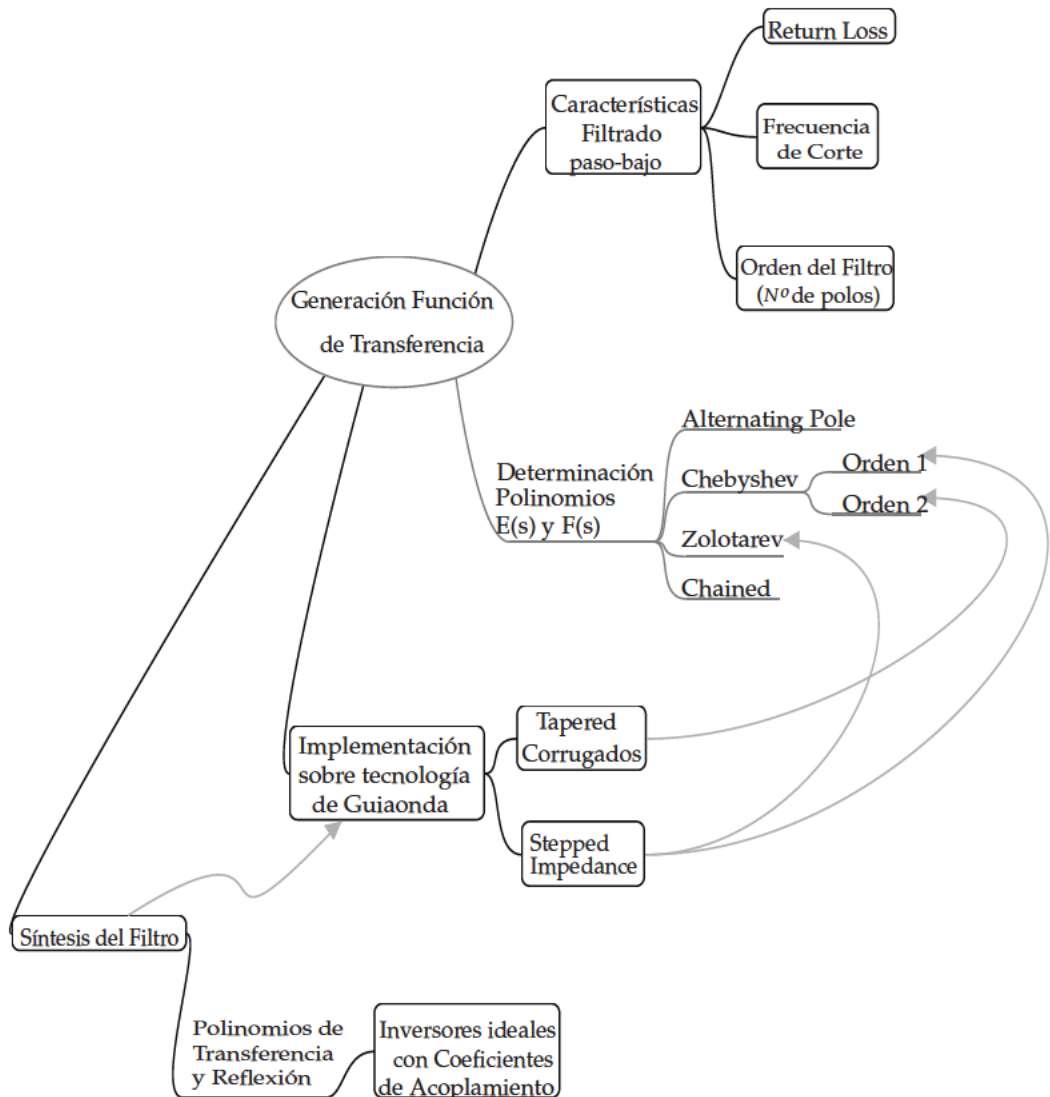 Return Loss
Características
Filtrado
paso-bajo
Frecuencia
de Corte
Orden del Filtro
(Nº de polos)
Generación Función
de Transferencia
Alternating Pole
Determinación
Polinomios
E(s) y F(s)
Chebyshev
Orden 1
Orden 2
Zolotarev
Chained
Implementación
sobre tecnología
de Guiaonda
Tapered
Corrugados
Stepped
Impedance
Síntesis del Filtro
Polinomios de
Transferencia
y Reflexión
Inversores ideales
con Coeficientes
de Acoplamiento